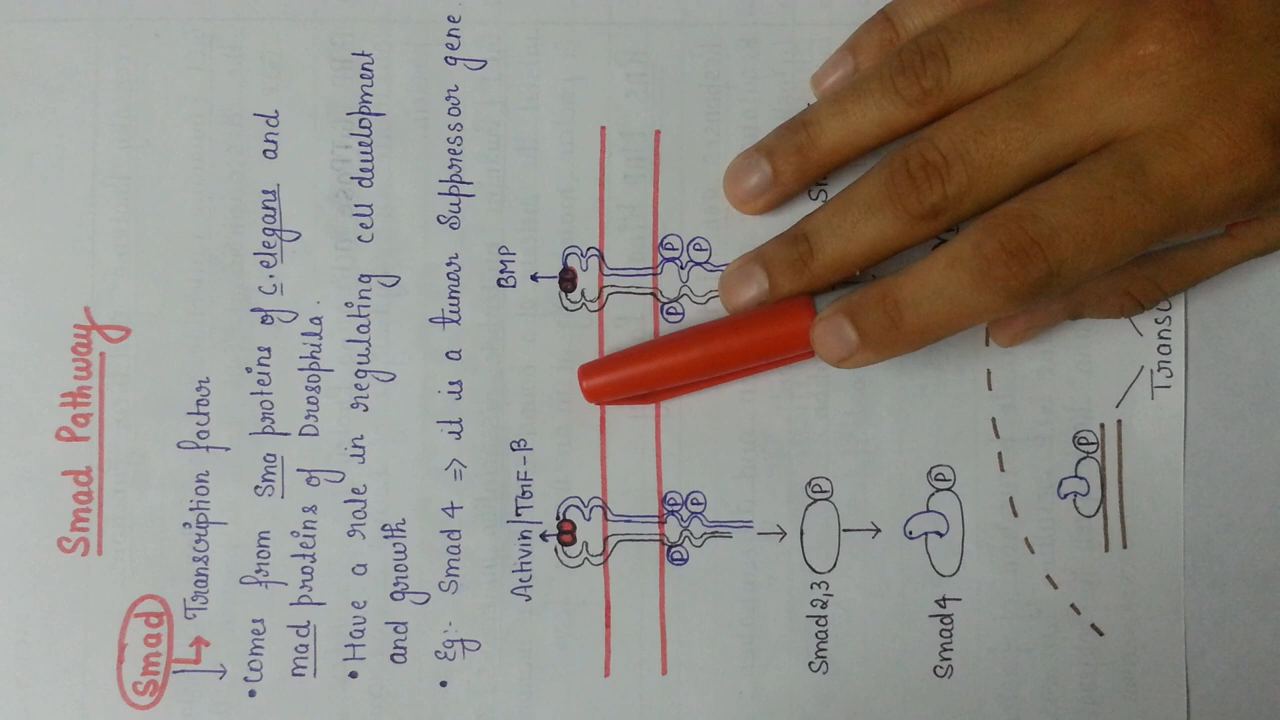 Smad Pathway
Smad
Transcription factor
• Comes from Sma proteins of C.elegans and
mad proteins of Drosophila.
• Have a role in regulating cell development
and growth
• Eg:- Smad 4 => it is a tumor suppressor gene
Activin/TGF-β
BMP
P P P
P P P
Smad 2,3 P
Smad 4 P
P